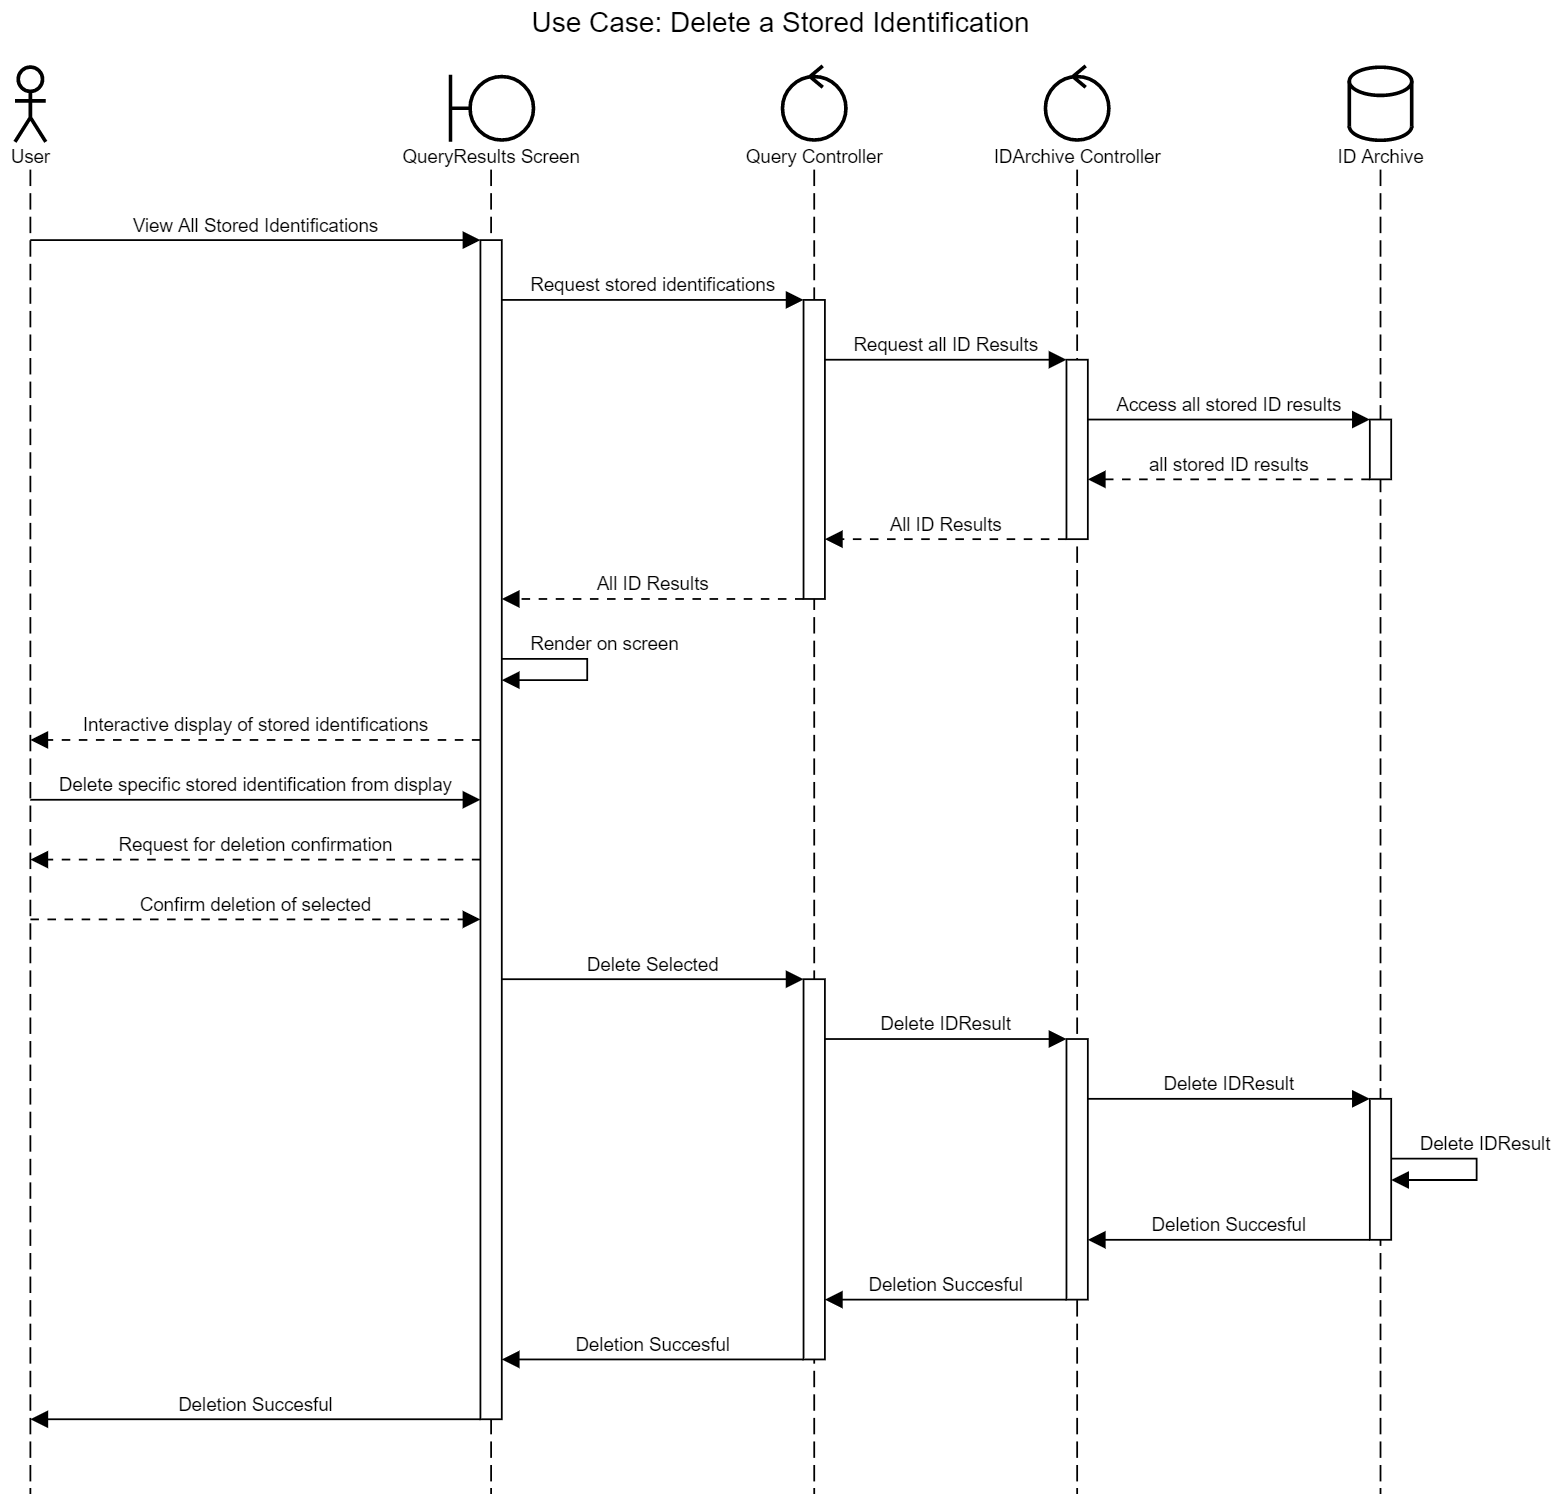 Use Case: Delete a Stored Identification
User
QueryResults Screen
Query Controller
IDArchive Controller
ID Archive
View All Stored Identifications
Request stored identifications
Request all ID Results
Access all stored ID results
all stored ID results
All ID Results
All ID Results
Render on screen
Interactive display of stored identifications
Delete specific stored identification from display
Request for deletion confirmation
Confirm deletion of selected
Delete Selected
Delete IDResult
Delete IDResult
Delete IDResult
Deletion Succesful
Deletion Succesful
Deletion Succesful
Deletion Succesful